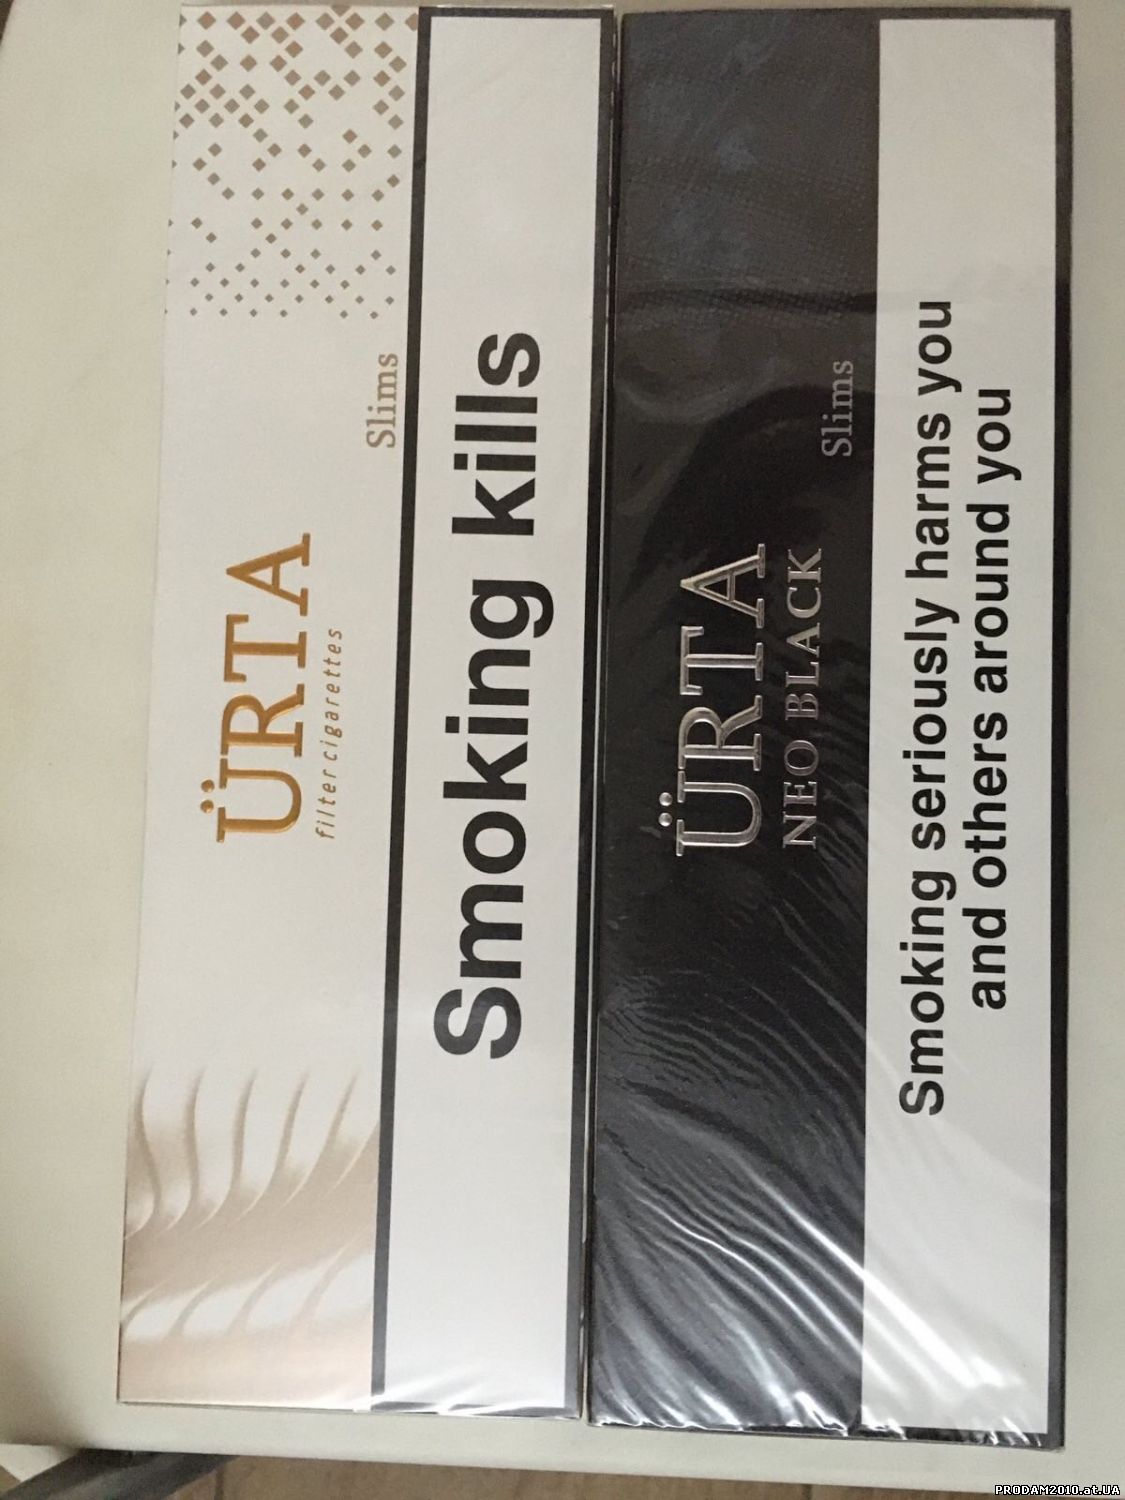 ÜRTA
filter cigarettes
Slims
Smoking kills
ÜRTA
NEO BLACK
Slims
Smoking seriously harms you
and others around you
PRODAM2010.at.UA